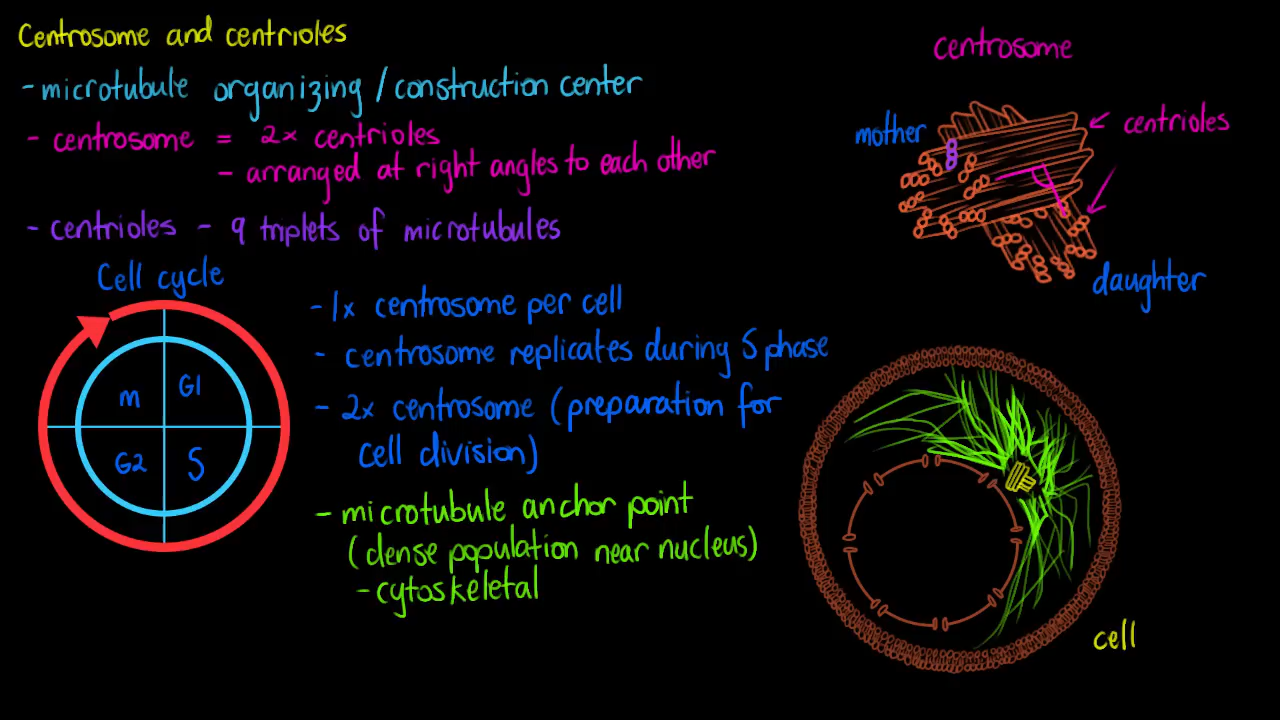 Centrosome and centrioles
- microtubule organizing / construction center
- centrosome = 2x centrioles
- arranged at right angles to each other
- centrioles - 9 triplets of microtubules
Cell cycle
m
G1
G2
S
- 1x centrosome per cell
- centrosome replicates during S phase
- 2x centrosome (preparation for
cell division)
- microtubule anchor point
(dense population near nucleus)
- cytoskeletal
centrosome
mother
centrioles
daughter
cell